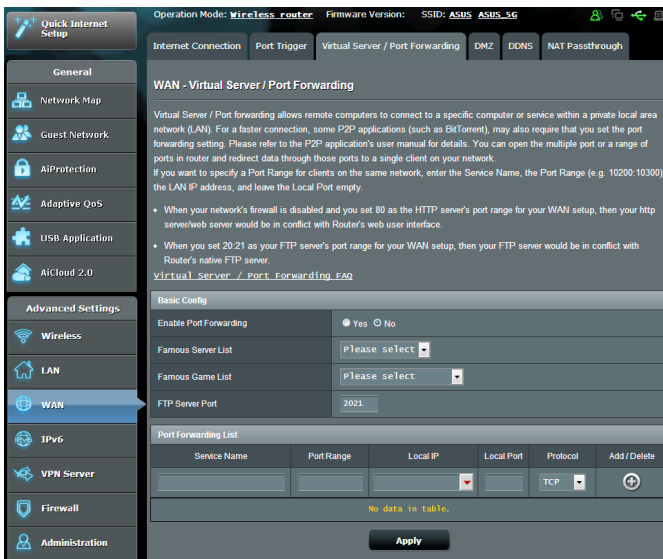 Quick Internet
Setup
Operation Mode: Wireless router Firmware Version: SSID: ASUS ASUS_5G
Internet Connection Port Trigger Virtual Server / Port Forwarding DMZ DDNS NAT Passthrough
General
Network Map
Guest Network
AiProtection
Adaptive QoS
USB Application
AiCloud 2.0
Advanced Settings
Wireless
LAN
WAN
IPv6
VPN Server
Firewall
Administration
WAN - Virtual Server / Port Forwarding
Virtual Server / Port forwarding allows remote computers to connect to a specific computer or service within a private local area
network (LAN). For a faster connection, some P2P applications (such as BitTorrent), may also require that you set the port
forwarding setting. Please refer to the P2P application's user manual for details. You can open the multiple port or a range of
ports in router and redirect data through those ports to a single client on your network.
If you want to specify a Port Range for clients on the same network, enter the Service Name, the Port Range (e.g. 10200:10300)
the LAN IP address, and leave the Local Port empty.
• When your network's firewall is disabled and you set 80 as the HTTP server's port range for your WAN setup, then your http
server/web server would be in conflict with Router's web user interface.
• When you set 20:21 as your FTP server's port range for your WAN setup, then your FTP server would be in conflict with
Router's native FTP server.
Virtual Server / Port Forwarding FAQ
Basic Config
Enable Port Forwarding Yes No
Famous Server List Please select
Famous Game List Please select
FTP Server Port 2021
Port Forwarding List
Service Name Port Range Local IP Local Port Protocol Add / Delete
TCP
No data in table.
Apply